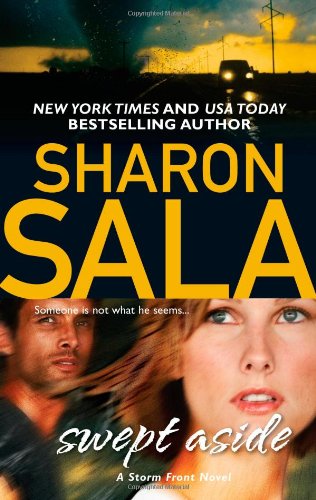 NEW YORK TIMES AND USA TODAY
BESTSELLING AUTHOR
SHARON
SALA
Someone is not what he seems...
swept aside
A Storm Front Novel